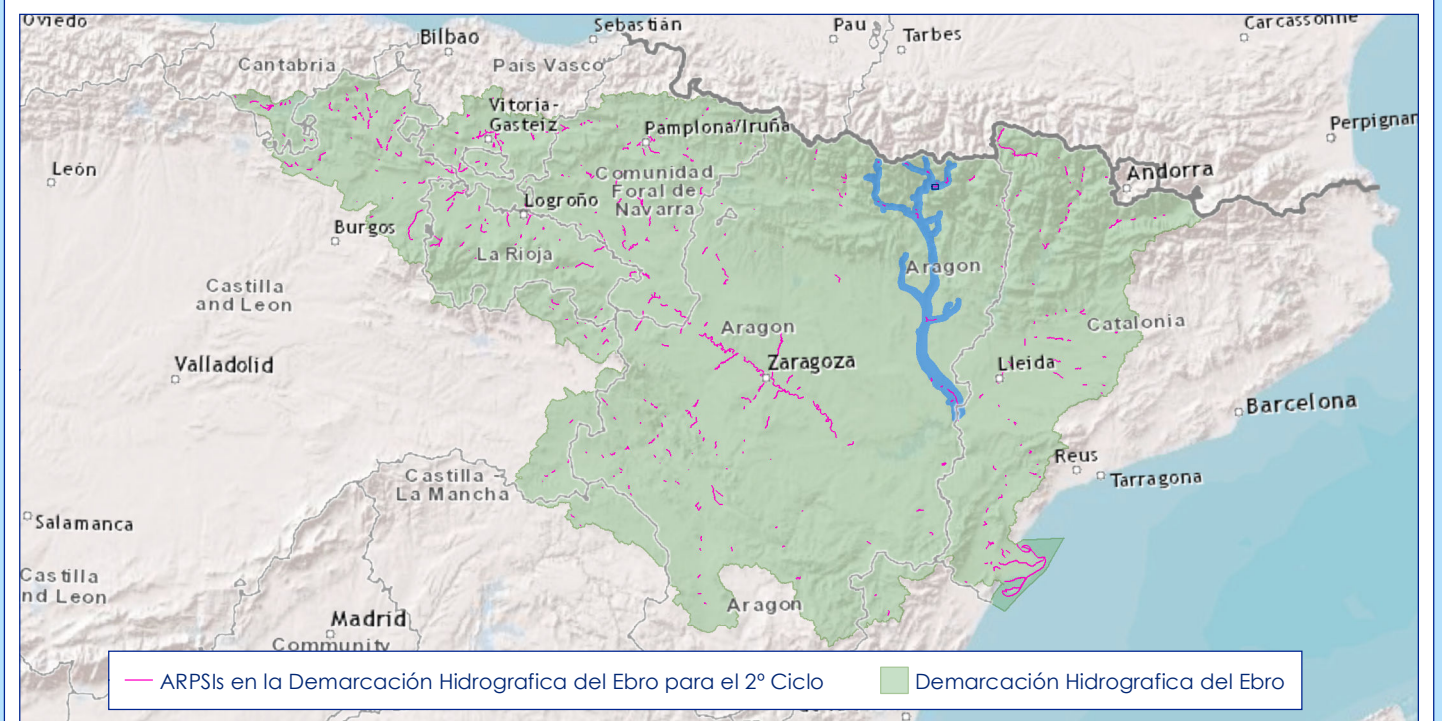 Oviedo
Sebastián
Pau
Tarbes
Carcassonne
Bilbao
Cantabria
Pais Vasco
Vitoria-
Gasteiz
Pamplona/Iruña
Perpignan
León
Andorra
Comunidad
Foral de
Navarra
Logroño
Burgos
La Rioja
Aragon
Castilla
and Leon
Catalonia
Aragon
Valladolid
Zaragoza
Lleida
Barcelona
Reus
Tarragona
Castilla
La Mancha
Salamanca
Castilla
nd Leon
Aragon
Madrid
Community
ARPSIs en la Demarcación Hidrografica del Ebro para el 2º Ciclo
Demarcación Hidrografica del Ebro